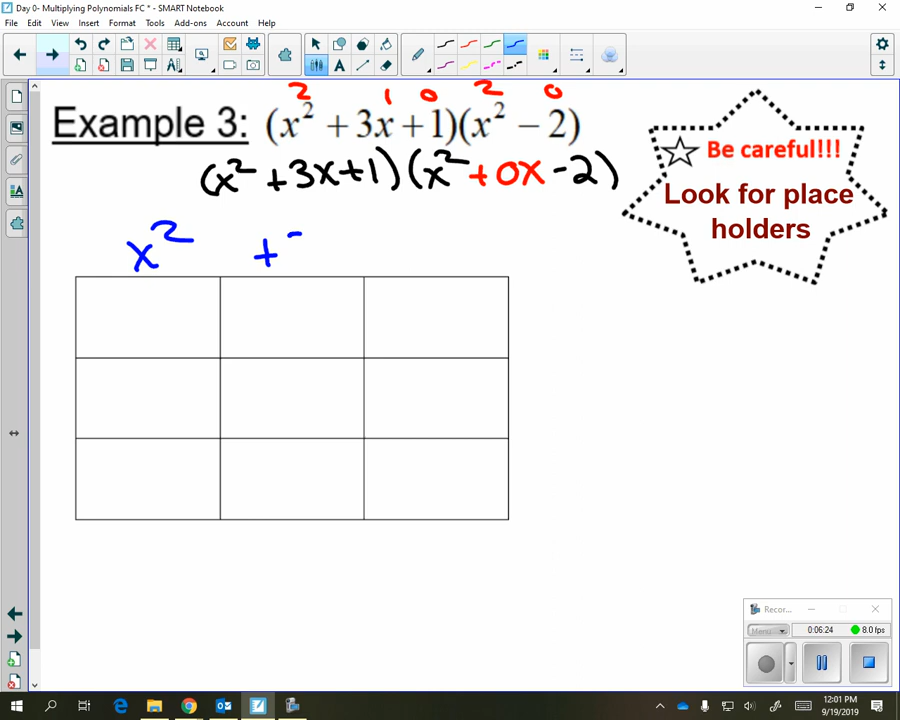 Day 0- Multiplying Polynomials FC * - SMART Notebook
File Edit View Insert Format Tools Add-ons Account Help
2 1 0 2 0
Example 3: (x² + 3x + 1)(x² − 2)
(x² + 3x + 1)(x² + 0x - 2)
Be careful!!!
Look for place
holders
x² +
Recor...
Menu
0:06:24 8.0 fps
12:01 PM
9/19/2019